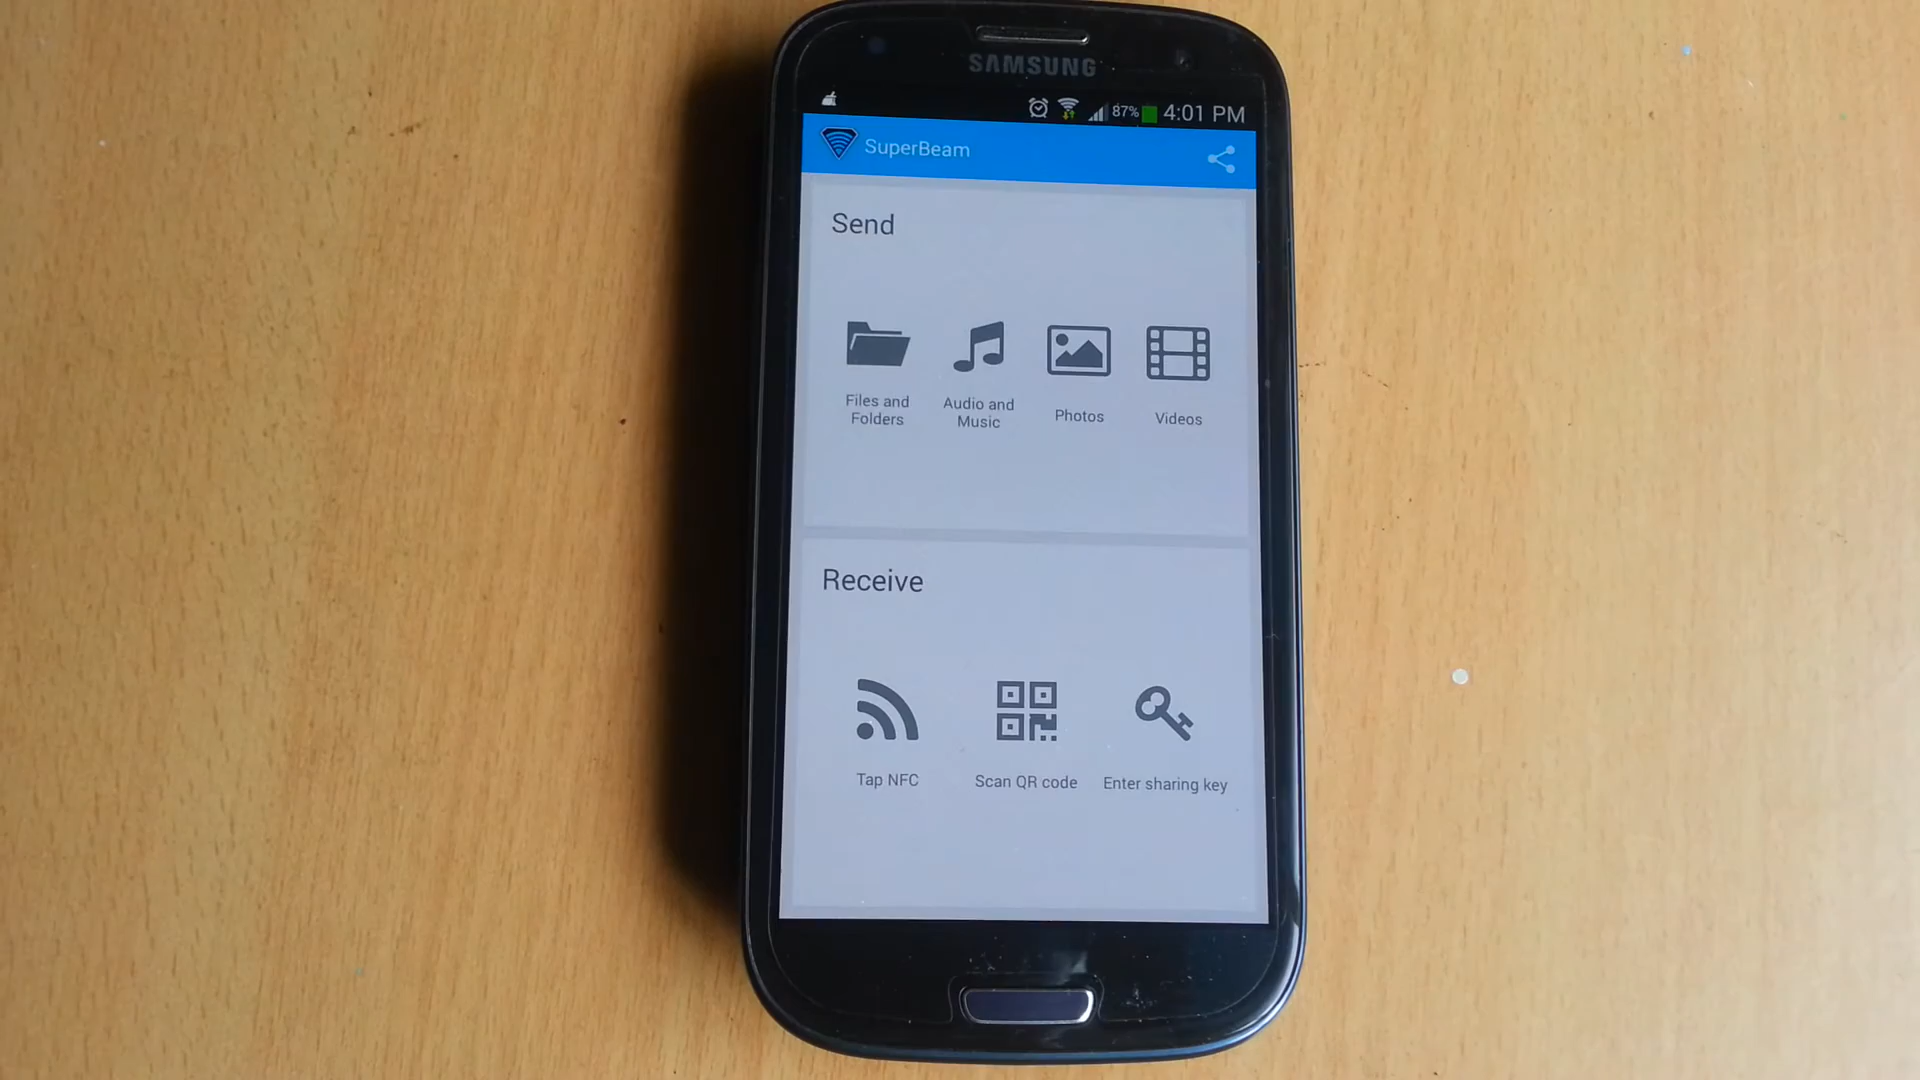 SAMSUNG
87% 4:01 PM
SuperBeam
Send
Files and
Folders
Audio and
Music
Photos
Videos
Receive
Tap NFC
Scan QR code
Enter sharing key